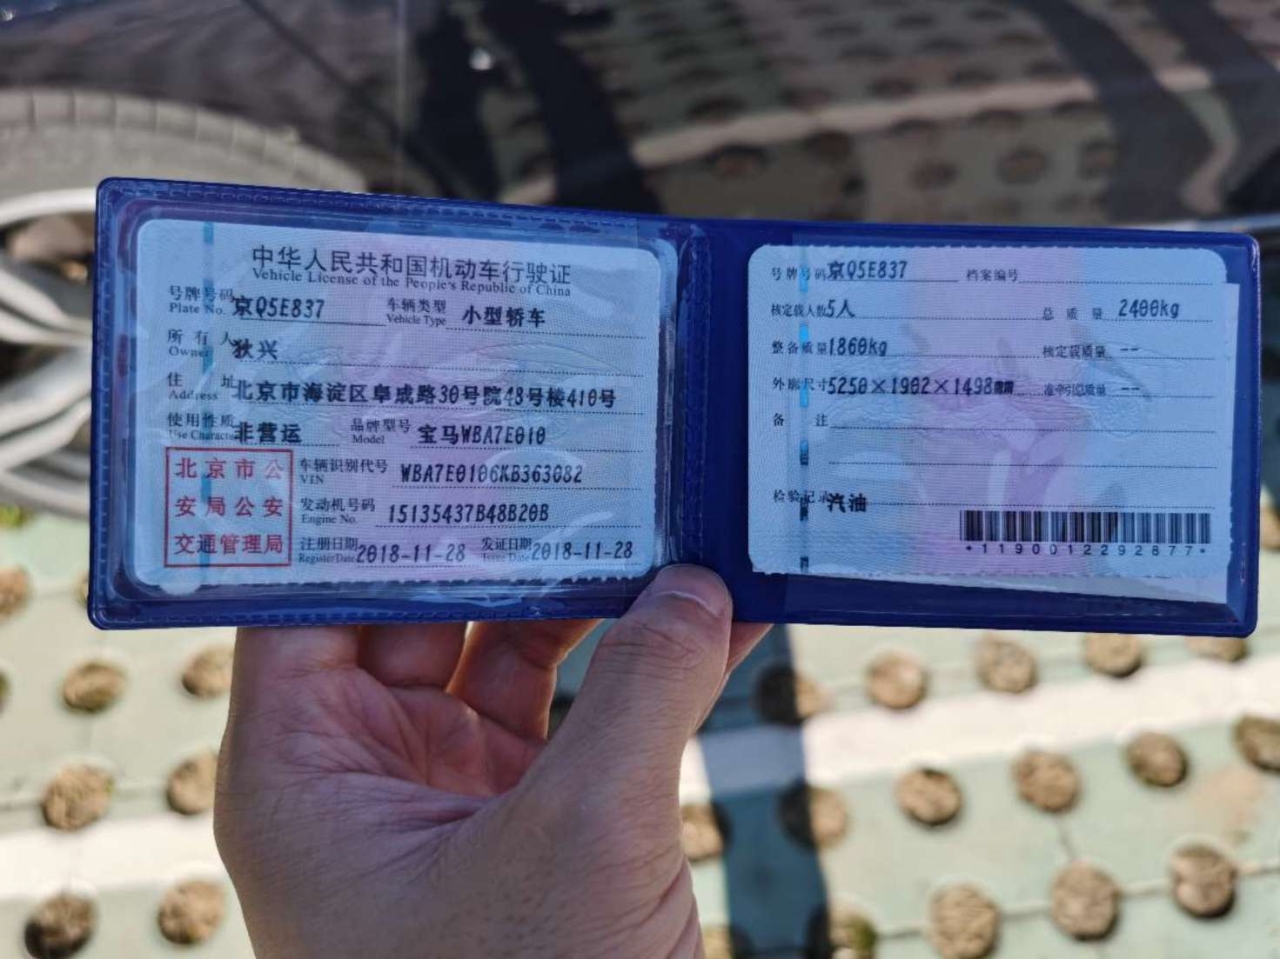 中华人民共和国机动车行驶证
Vehicle License of the People's Republic of China
号牌号码 京Q5E837 车辆类型 小型轿车
Plate No. Vehicle Type
所有人 狄兴
Owner
住址 北京市海淀区阜成路30号院48号楼410号
Address
使用性质 非营运 品牌型号 宝马WBA7E010
Use Character Model
北京市公
安局公安
交通管理局
车辆识别代号 WBA7E0106KB363082
VIN
发动机号码 15135437B48B20B
Engine No.
注册日期 2018-11-28 发证日期 2018-11-28
Register Date Issue Date
号牌号码 京Q5E837 档案编号
核定载人数 5人 总质量 2400kg
整备质量 1860kg 核定载质量 --
外廓尺寸 5250×1902×1498mm 准牵引总质量 --
备注
检验记录 汽油
*1190012292877*